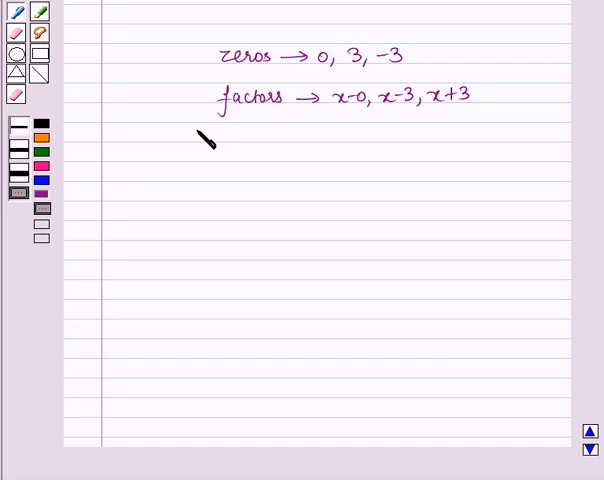 zeros → 0, 3, -3
factors → x-0, x-3, x+3